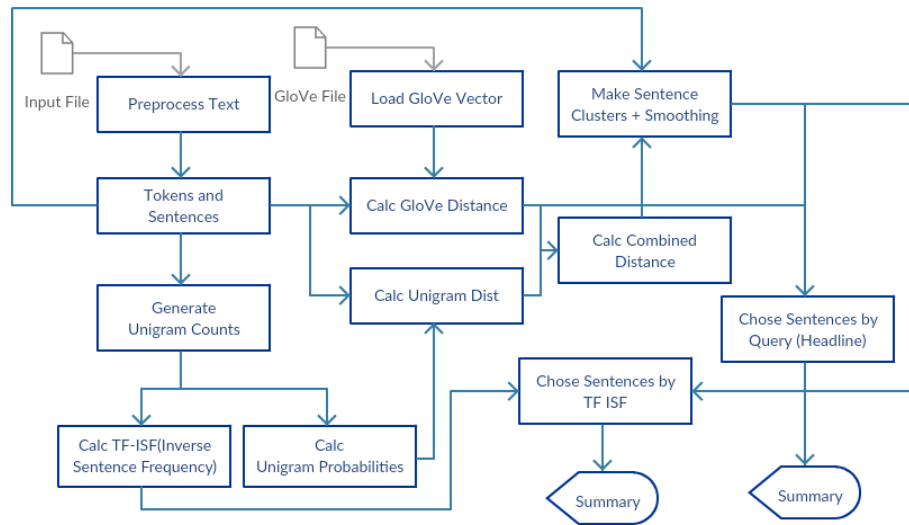 Input File
Preprocess Text
GloVe File
Load GloVe Vector
Make Sentence
Clusters + Smoothing
Tokens and
Sentences
Calc GloVe Distance
Calc Combined
Distance
Generate
Unigram Counts
Calc Unigram Dist
Chose Sentences by
Query (Headline)
Chose Sentences by
TF ISF
Calc TF-ISF(Inverse
Sentence Frequency)
Calc
Unigram Probabilities
Summary
Summary